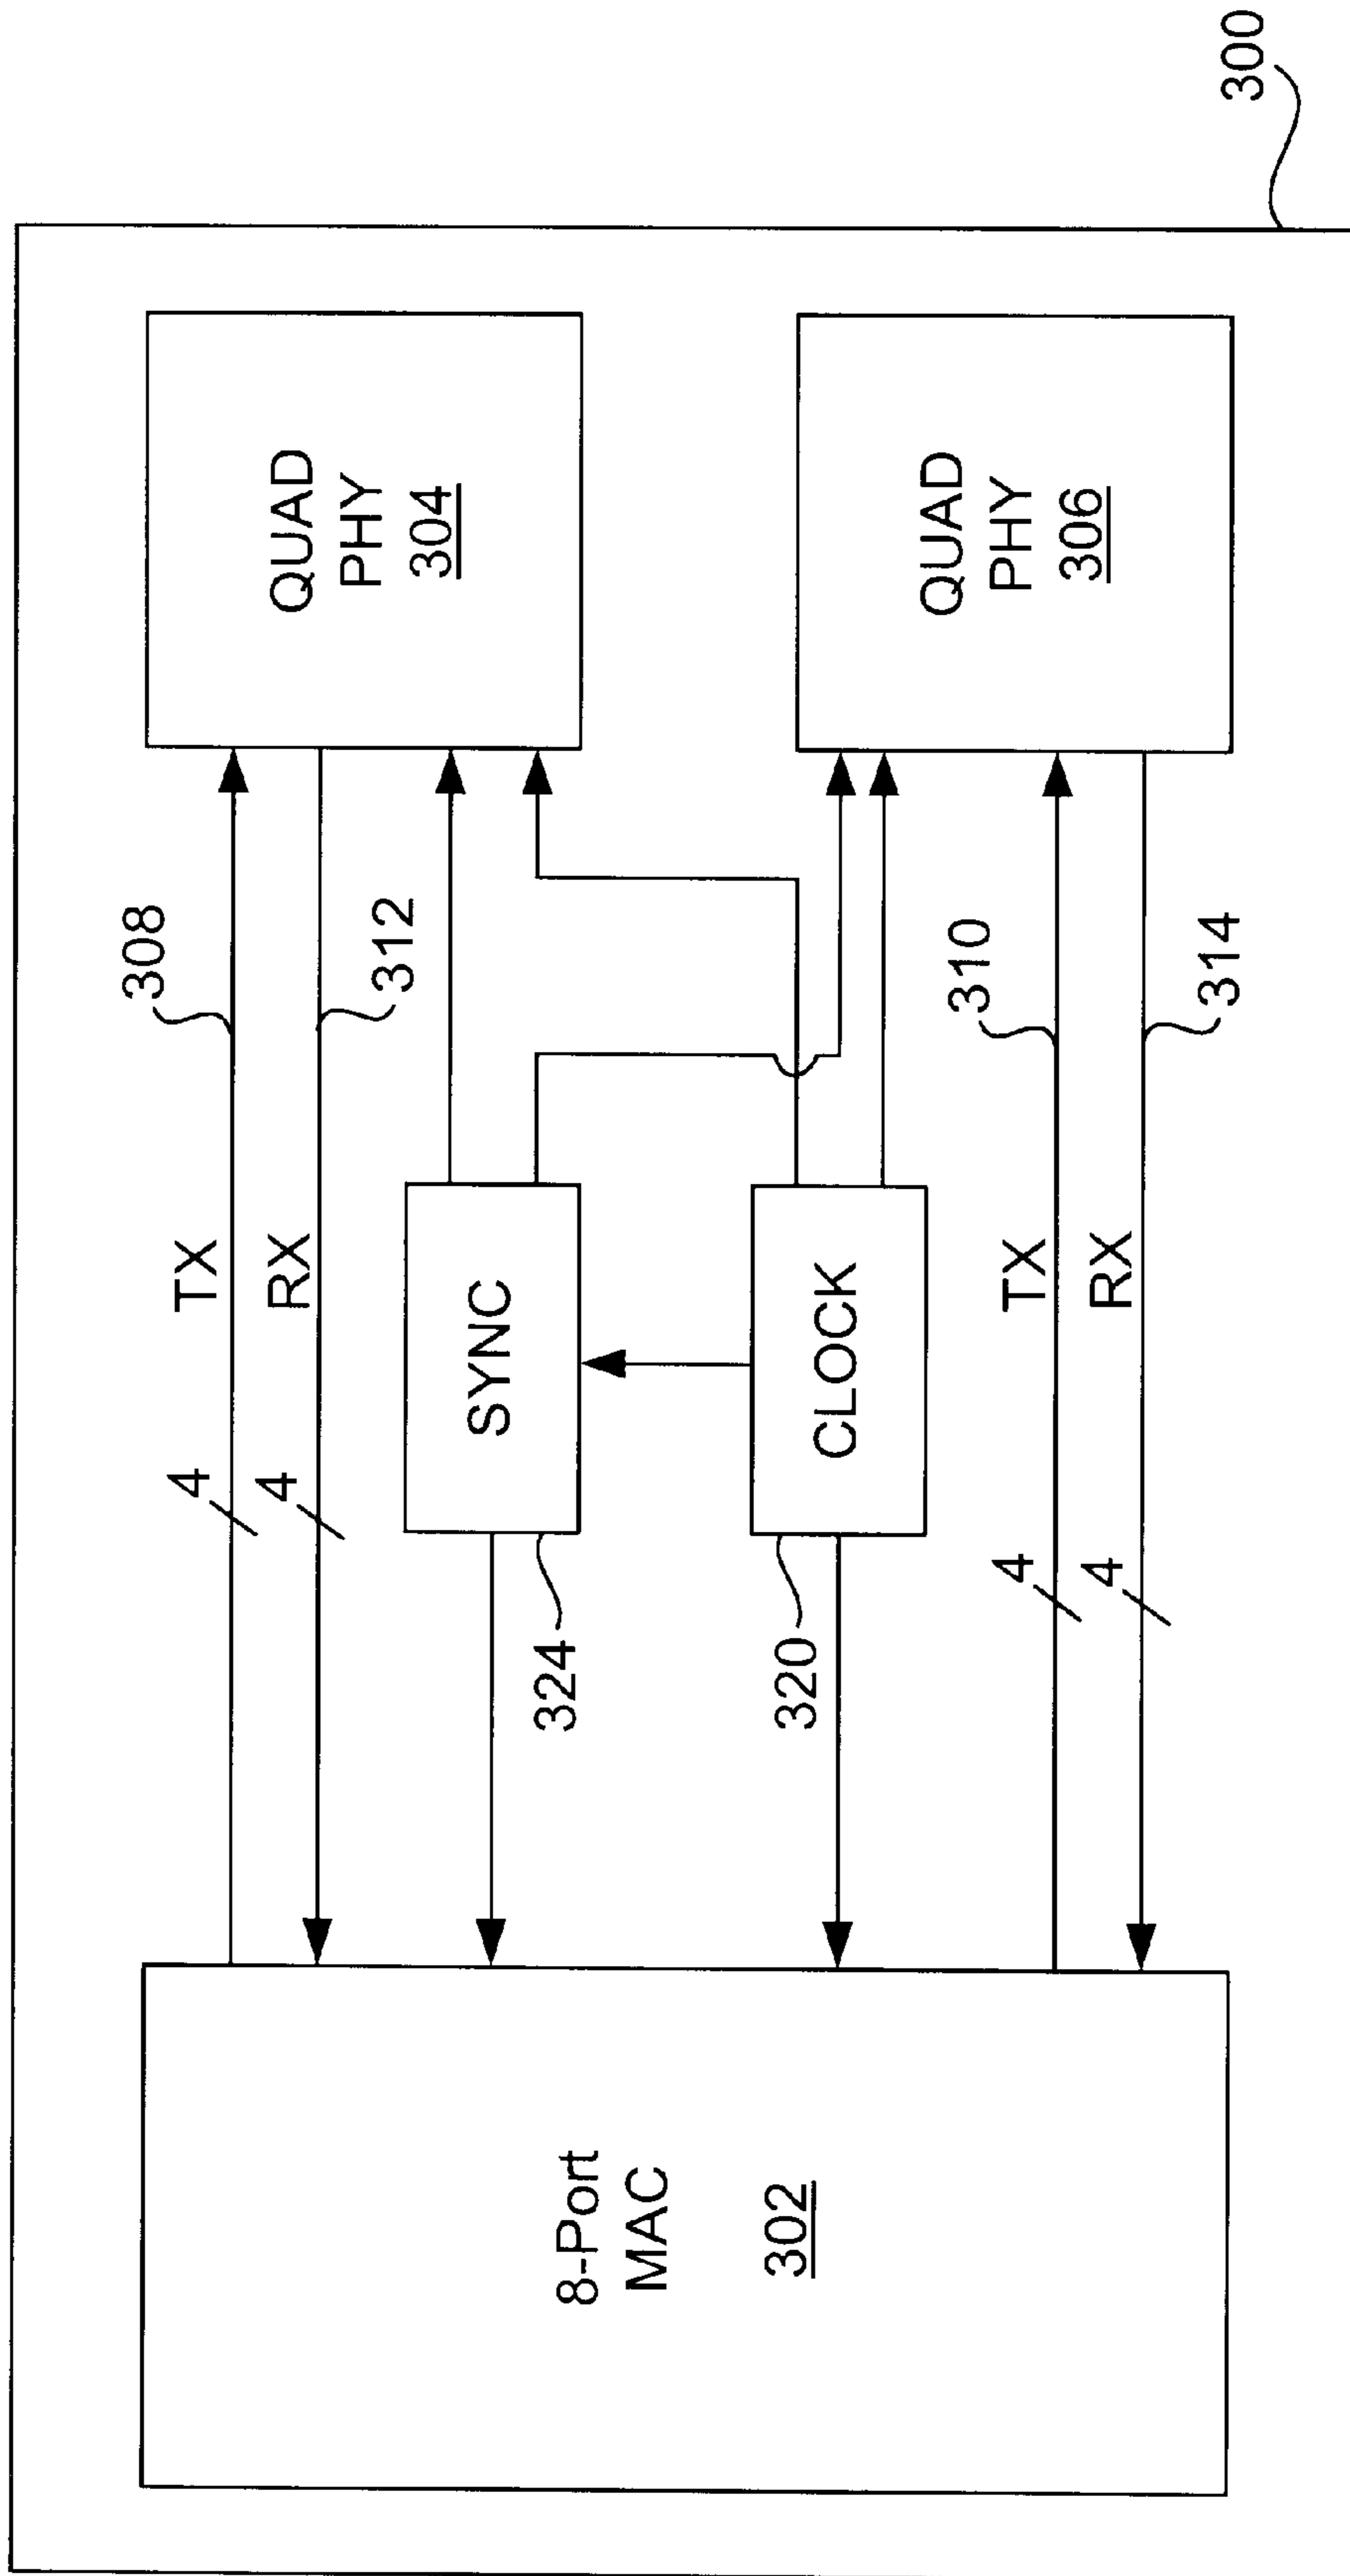 300
QUAD
PHY
304
QUAD
PHY
306
308
312
310
314
TX
RX
TX
RX
SYNC
CLOCK
4
4
4
4
324
320
8-Port
MAC
302